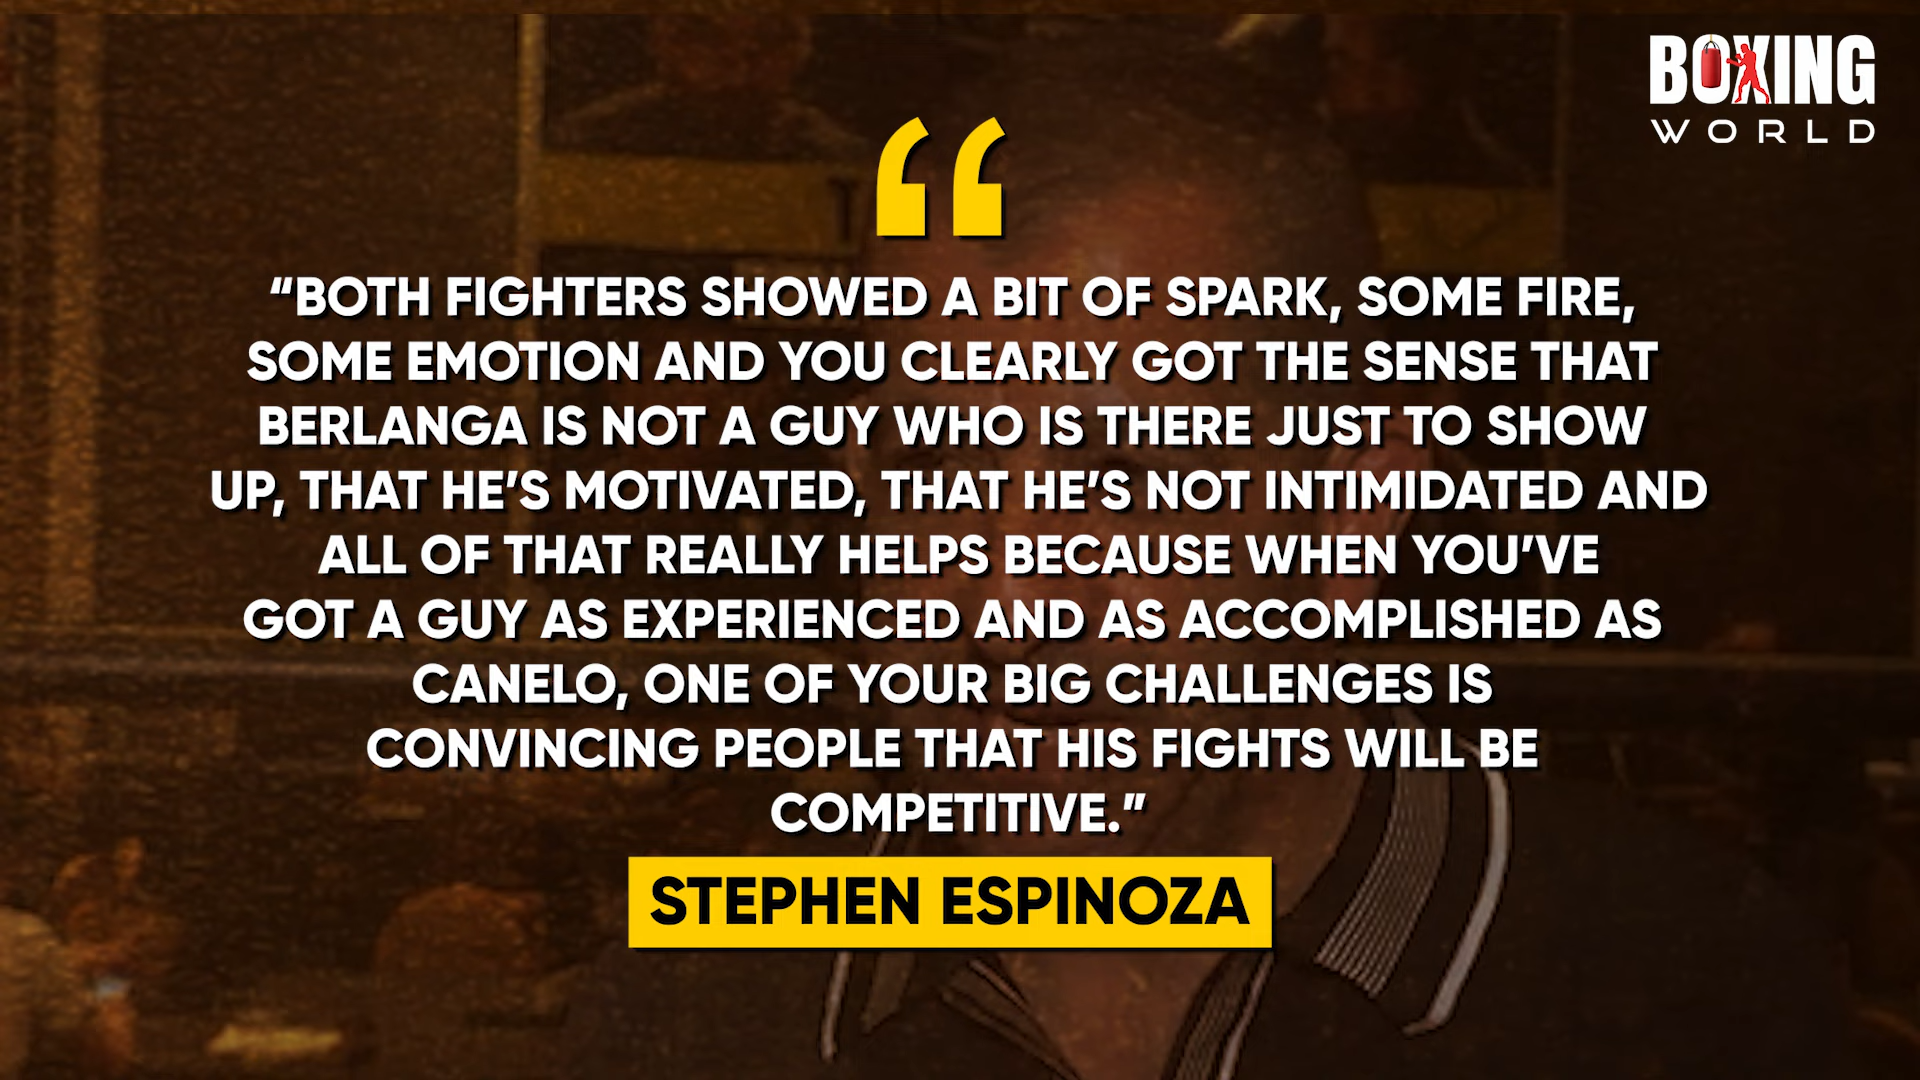 BOXING
WORLD
“
“BOTH FIGHTERS SHOWED A BIT OF SPARK, SOME FIRE,
SOME EMOTION AND YOU CLEARLY GOT THE SENSE THAT
BERLANGA IS NOT A GUY WHO IS THERE JUST TO SHOW
UP, THAT HE’S MOTIVATED, THAT HE’S NOT INTIMIDATED AND
ALL OF THAT REALLY HELPS BECAUSE WHEN YOU’VE
GOT A GUY AS EXPERIENCED AND AS ACCOMPLISHED AS
CANELO, ONE OF YOUR BIG CHALLENGES IS
CONVINCING PEOPLE THAT HIS FIGHTS WILL BE
COMPETITIVE.”
STEPHEN ESPINOZA